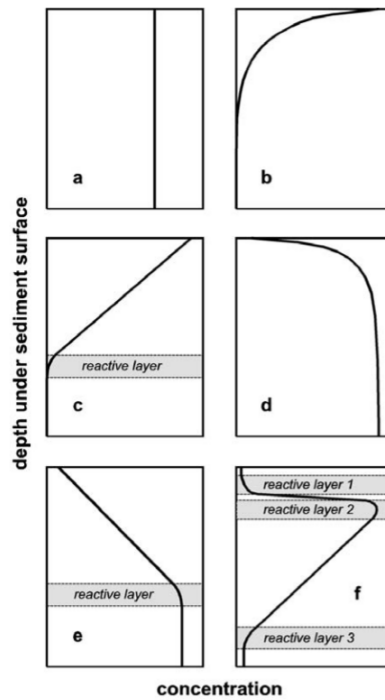 a
b
depth under sediment surface
reactive layer
c
d
reactive layer
e
reactive layer 1
reactive layer 2
f
reactive layer 3
concentration